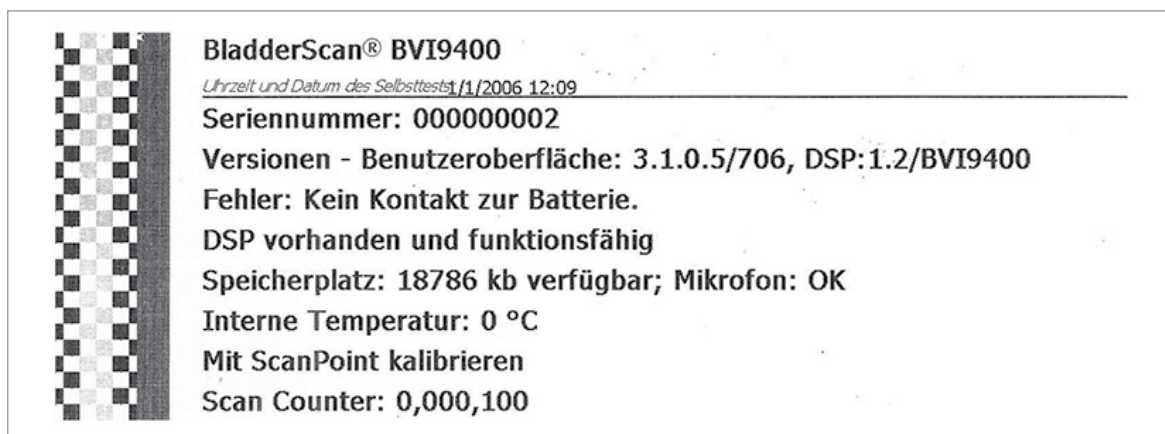 BladderScan® BVI9400
Uhrzeit und Datum des Selbsttests1/1/2006 12:09
Seriennummer: 000000002
Versionen - Benutzeroberfläche: 3.1.0.5/706, DSP:1.2/BVI9400
Fehler: Kein Kontakt zur Batterie.
DSP vorhanden und funktionsfähig
Speicherplatz: 18786 kb verfügbar; Mikrofon: OK
Interne Temperatur: 0 °C
Mit ScanPoint kalibrieren
Scan Counter: 0,000,100